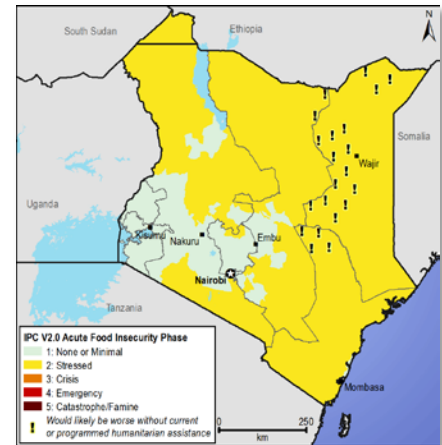 South Sudan
Ethiopia
N
Somalia
Wajir
Uganda
Kisumu
Nakuru
Embu
Nairobi
Tanzania
Mombasa
IPC V2.0 Acute Food Insecurity Phase
1: None or Minimal
2: Stressed
3: Crisis
4: Emergency
5: Catastrophe/Famine
! Would likely be worse without current
or programmed humanitarian assistance
0 250
km